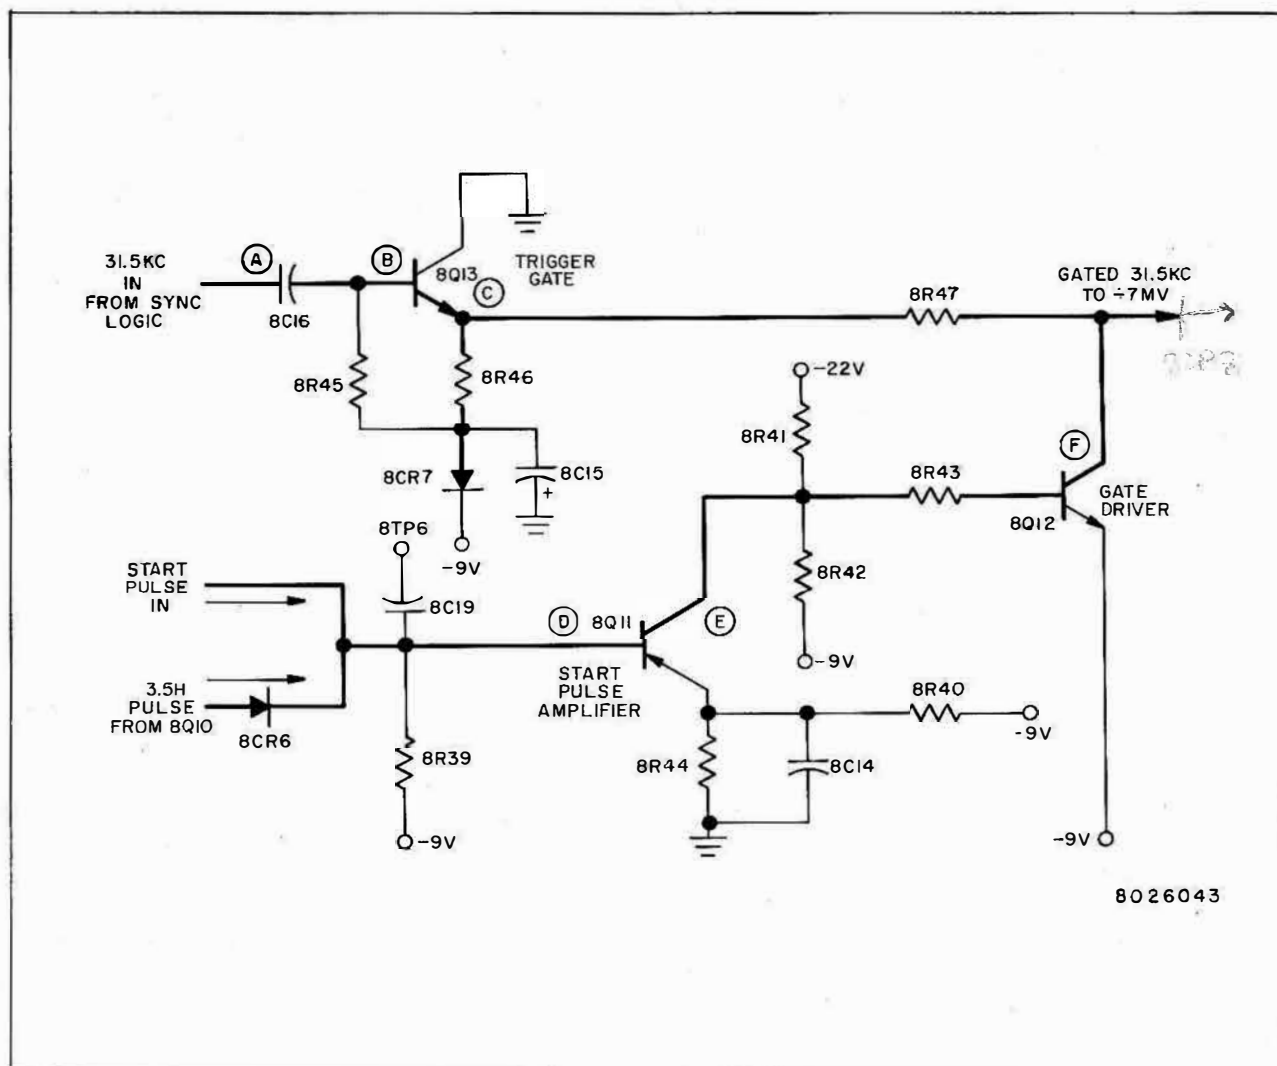 31.5KC
IN
FROM SYNC
LOGIC
A
8C16
B
8Q13
C
TRIGGER
GATE
8R45
8R46
8CR7
8C15
+
-9V
8R47
GATED 31.5KC
TO ÷7MV
-22V
8R41
8R43
F
GATE
DRIVER
8Q12
8R42
-9V
8TP6
8C19
START
PULSE
IN
3.5H
PULSE
FROM 8Q10
8CR6
8R39
-9V
D
8Q11
E
START
PULSE
AMPLIFIER
8R40
-9V
8R44
8C14
-9V
8026043